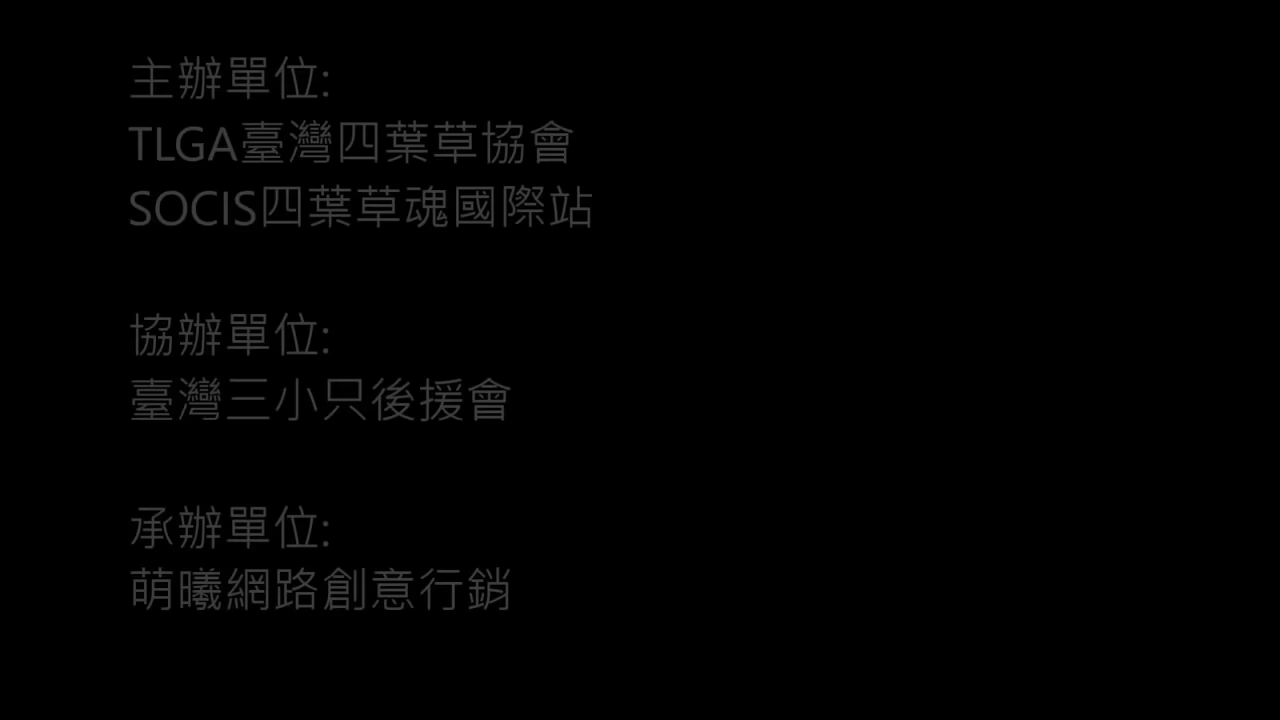 主辦單位:
TLGA臺灣四葉草協會
SOCIS四葉草魂國際站
協辦單位:
臺灣三小只後援會
承辦單位:
萌曦網路創意行銷